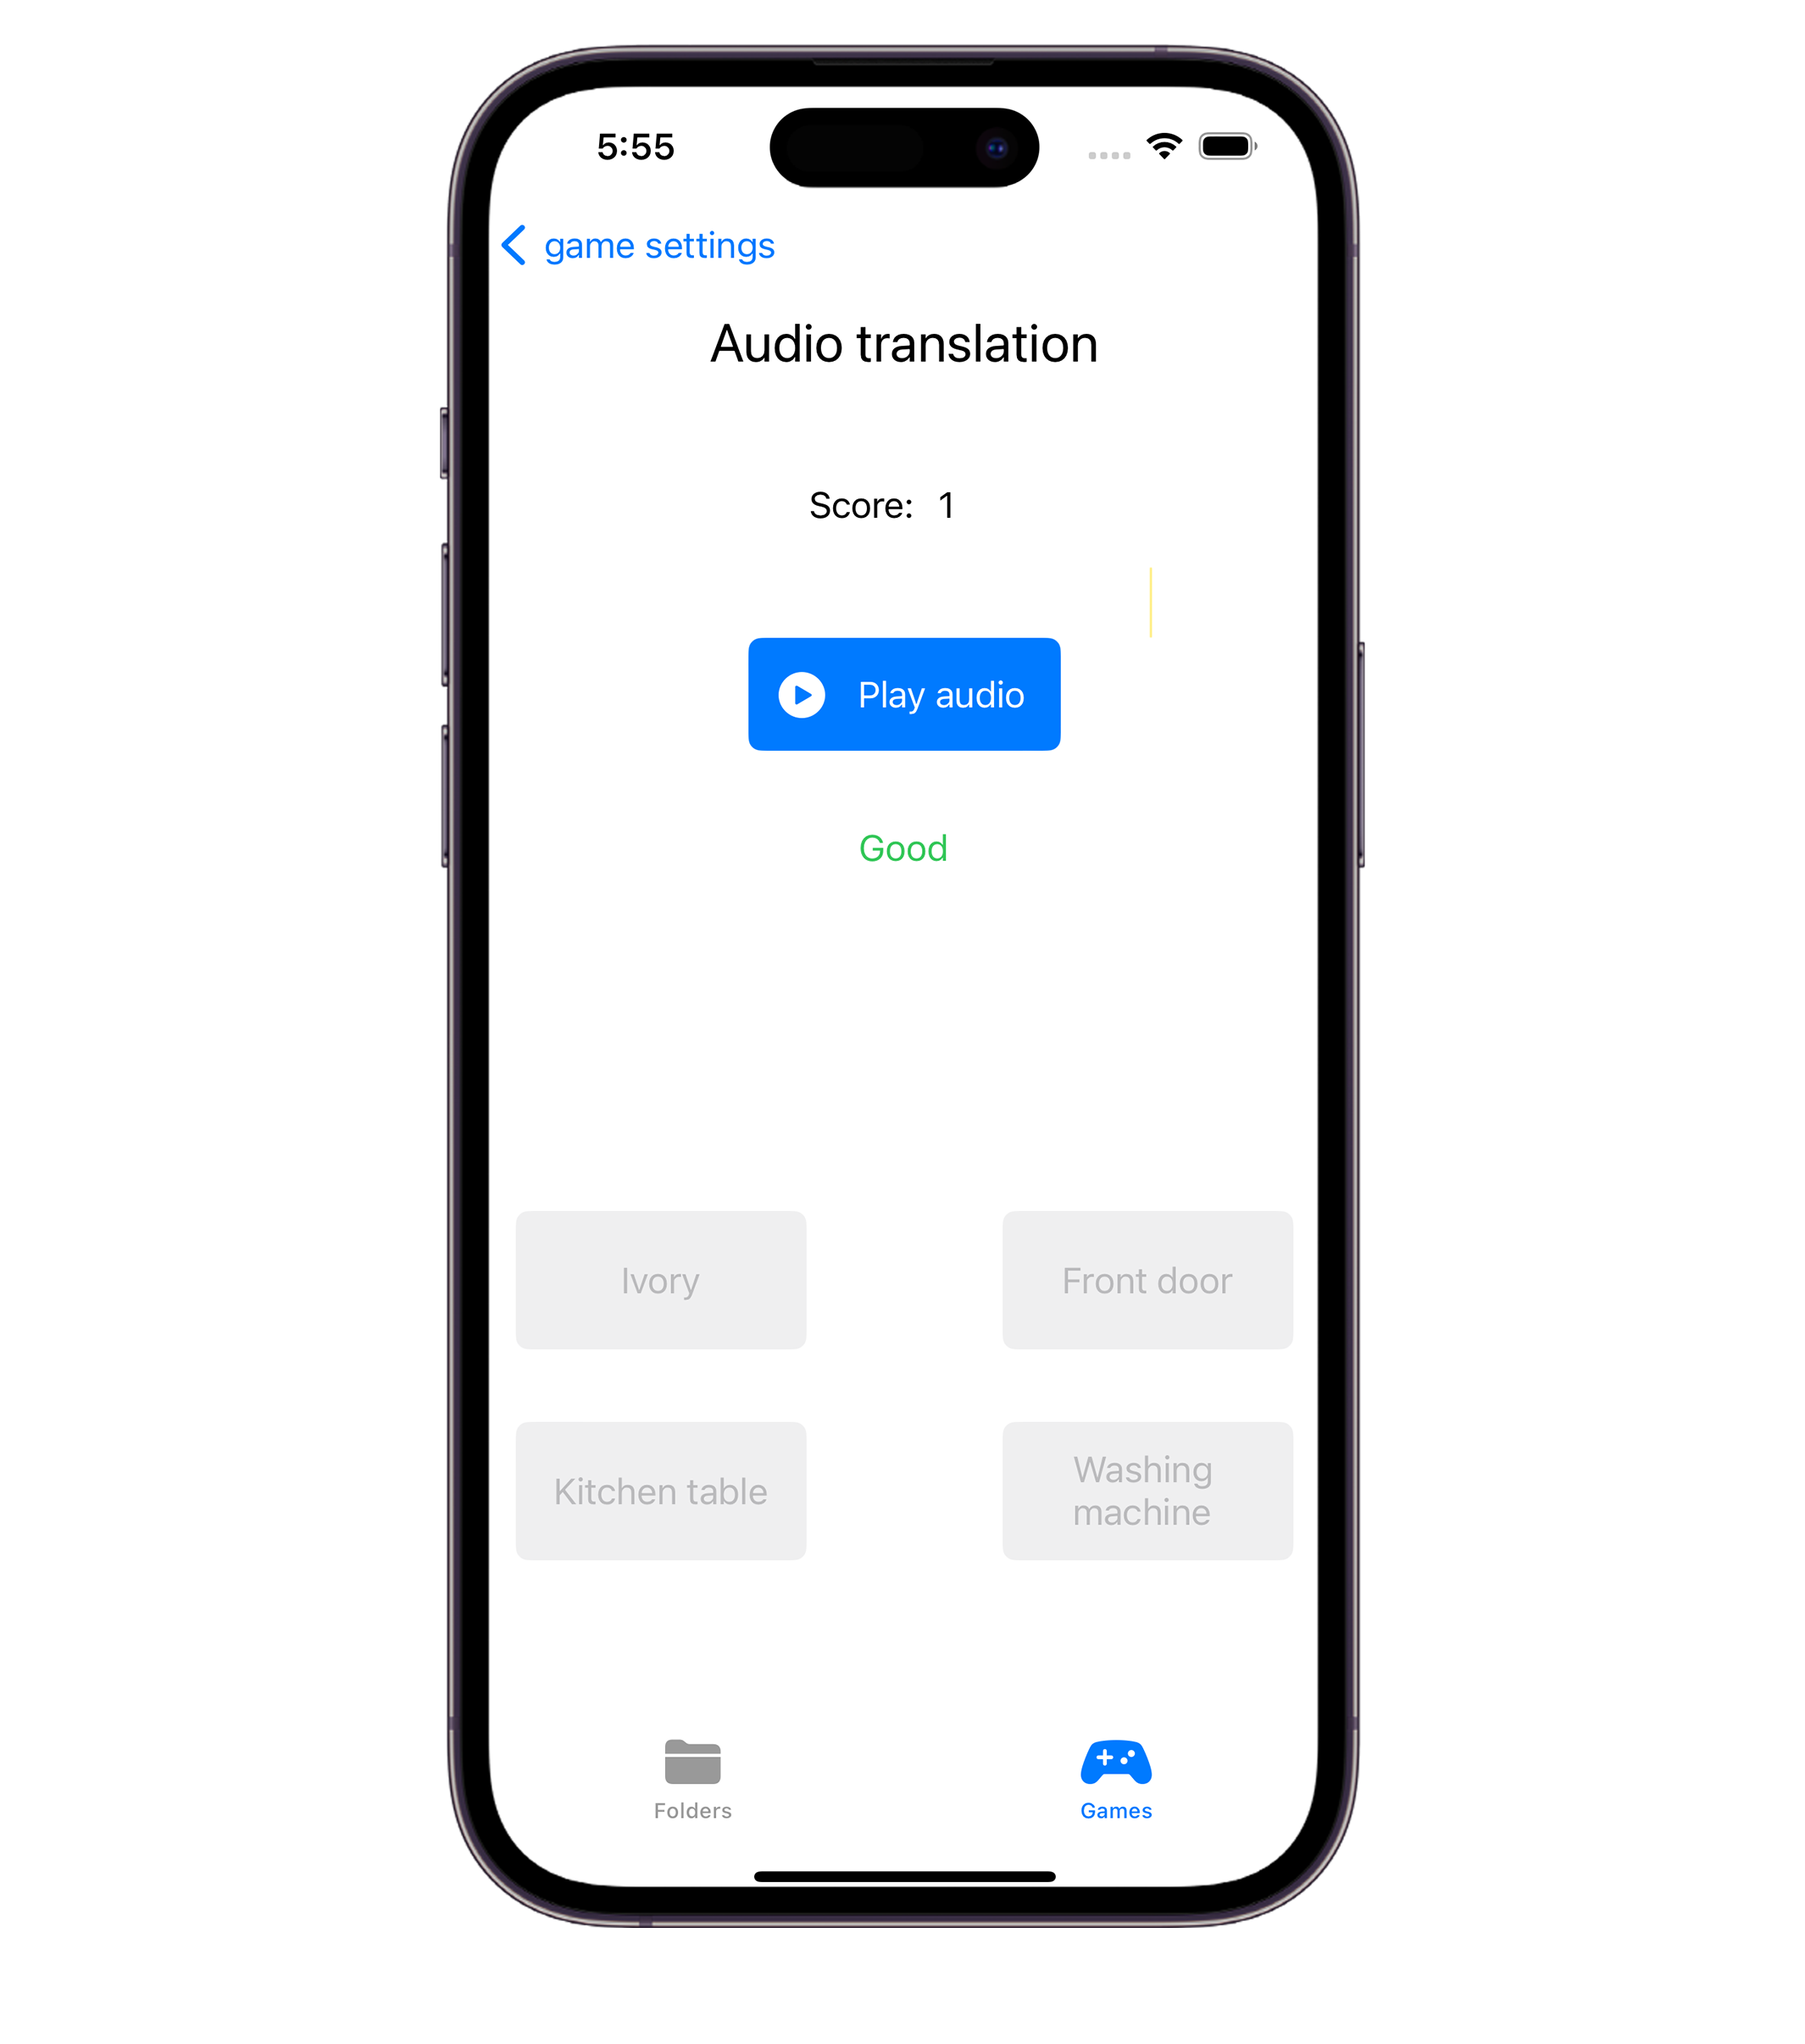 5:55
game settings
Audio translation
Score: 1
Play audio
Good
Ivory
Front door
Kitchen table
Washing
machine
Folders
Games